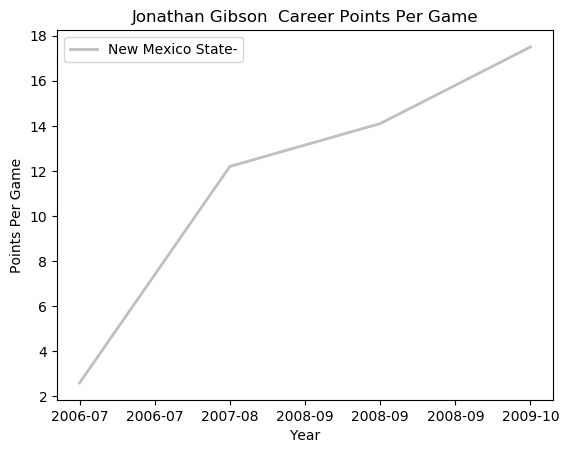 Jonathan Gibson  Career Points Per Game
New Mexico State-
18
16
14
12
10
8
6
4
2
Points Per Game
2006-07 2006-07 2007-08 2008-09 2008-09 2008-09 2009-10
Year